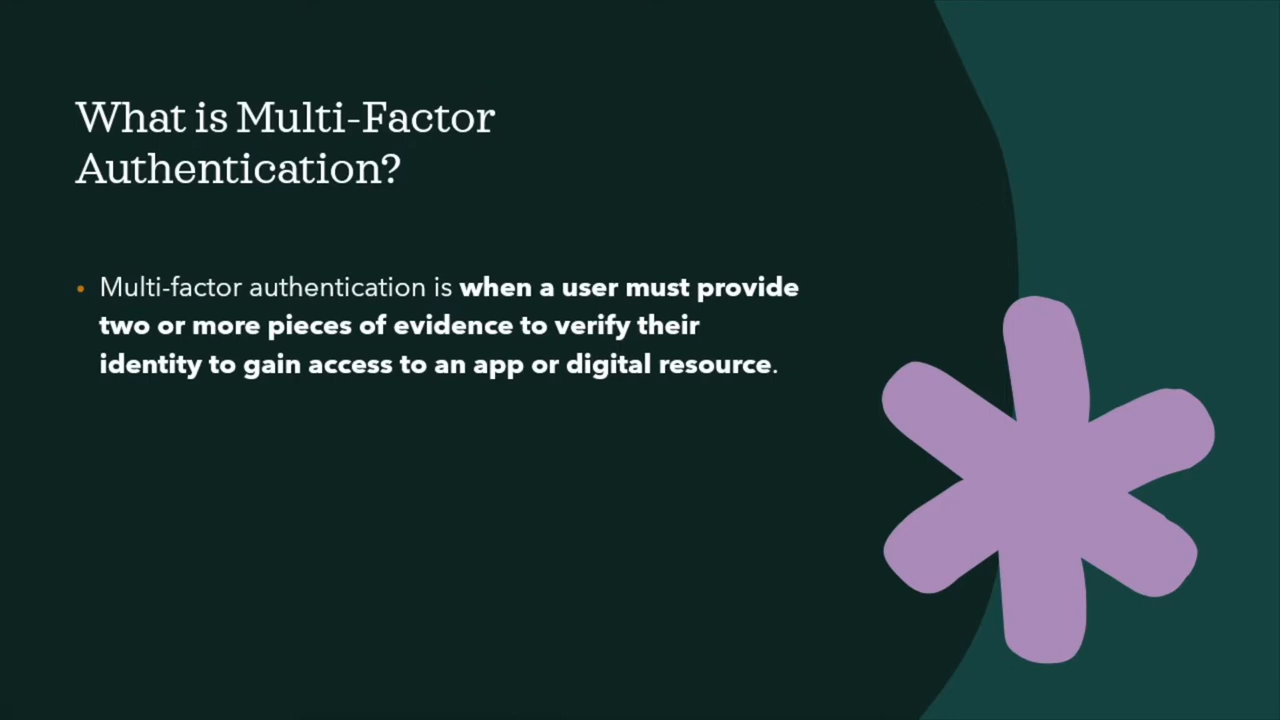 What is Multi-Factor
Authentication?
• Multi-factor authentication is when a user must provide
two or more pieces of evidence to verify their
identity to gain access to an app or digital resource.